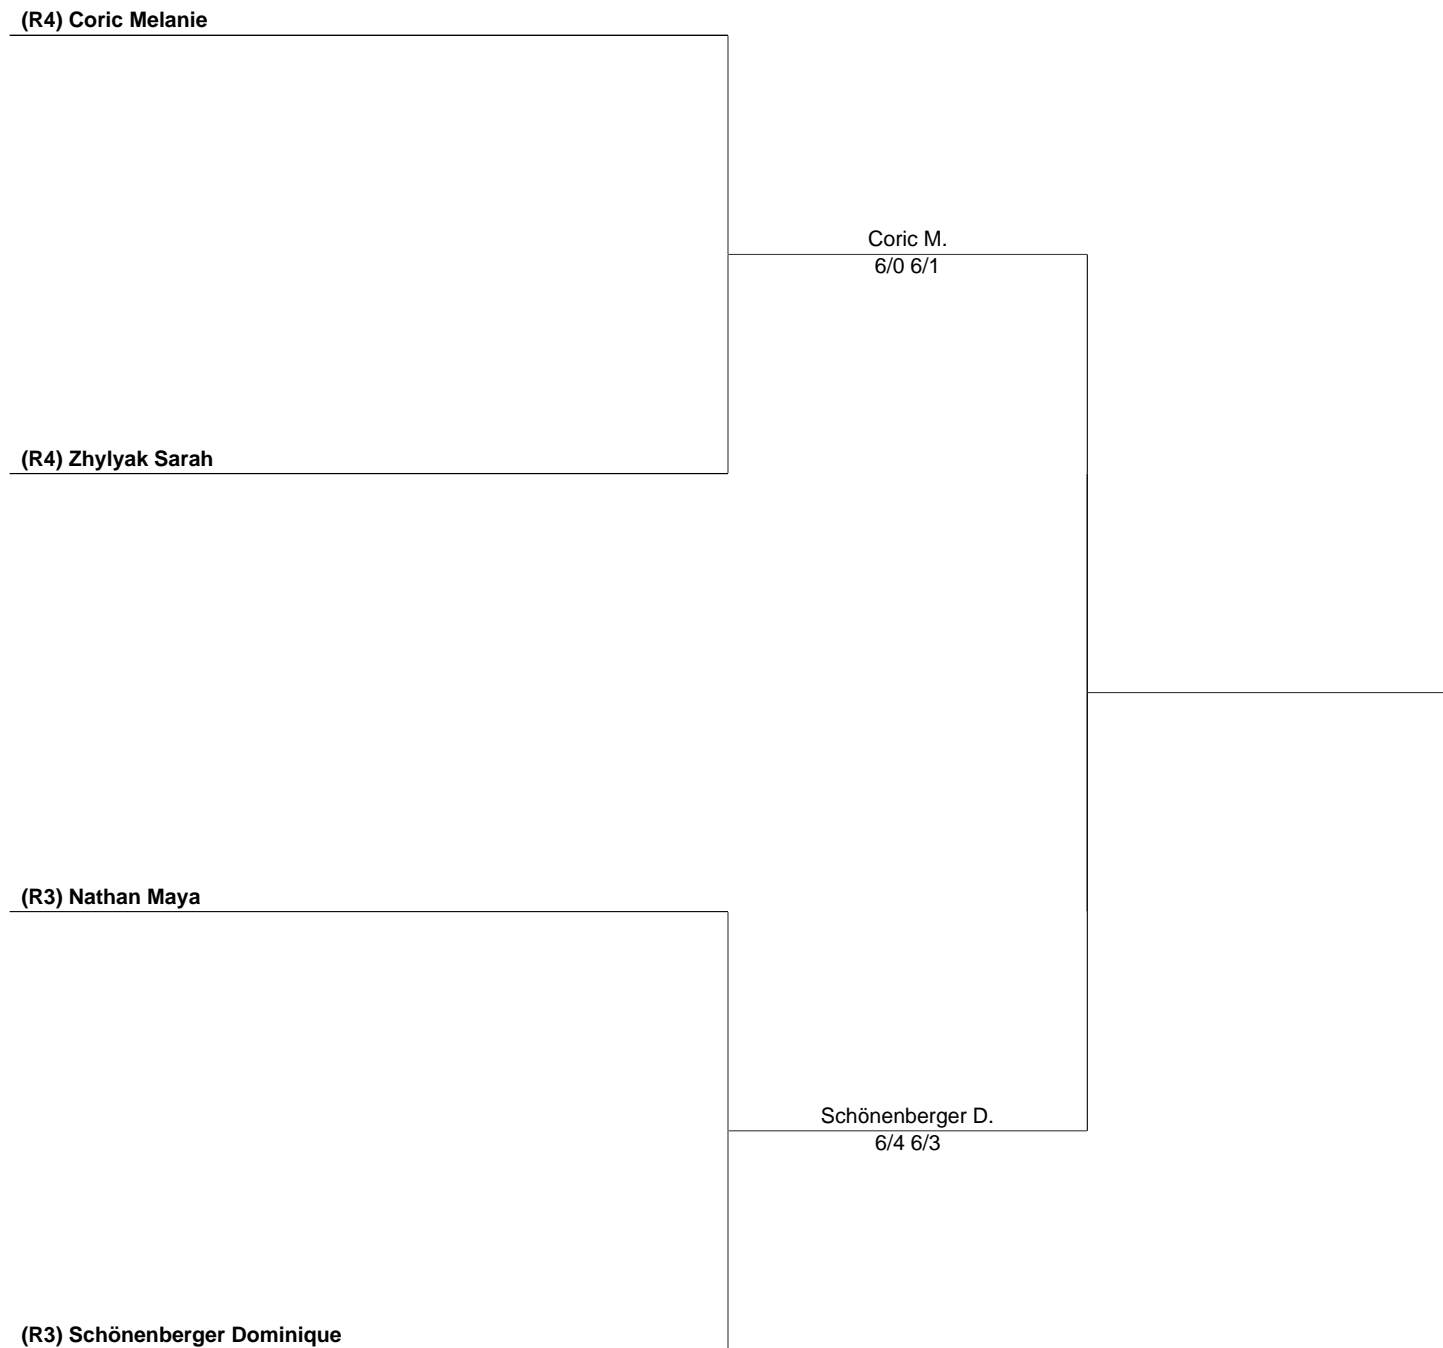 (R4) Coric Melanie
Coric M.
6/0 6/1
(R4) Zhylyak Sarah
(R3) Nathan Maya
Schönenberger D.
6/4 6/3
(R3) Schönenberger Dominique